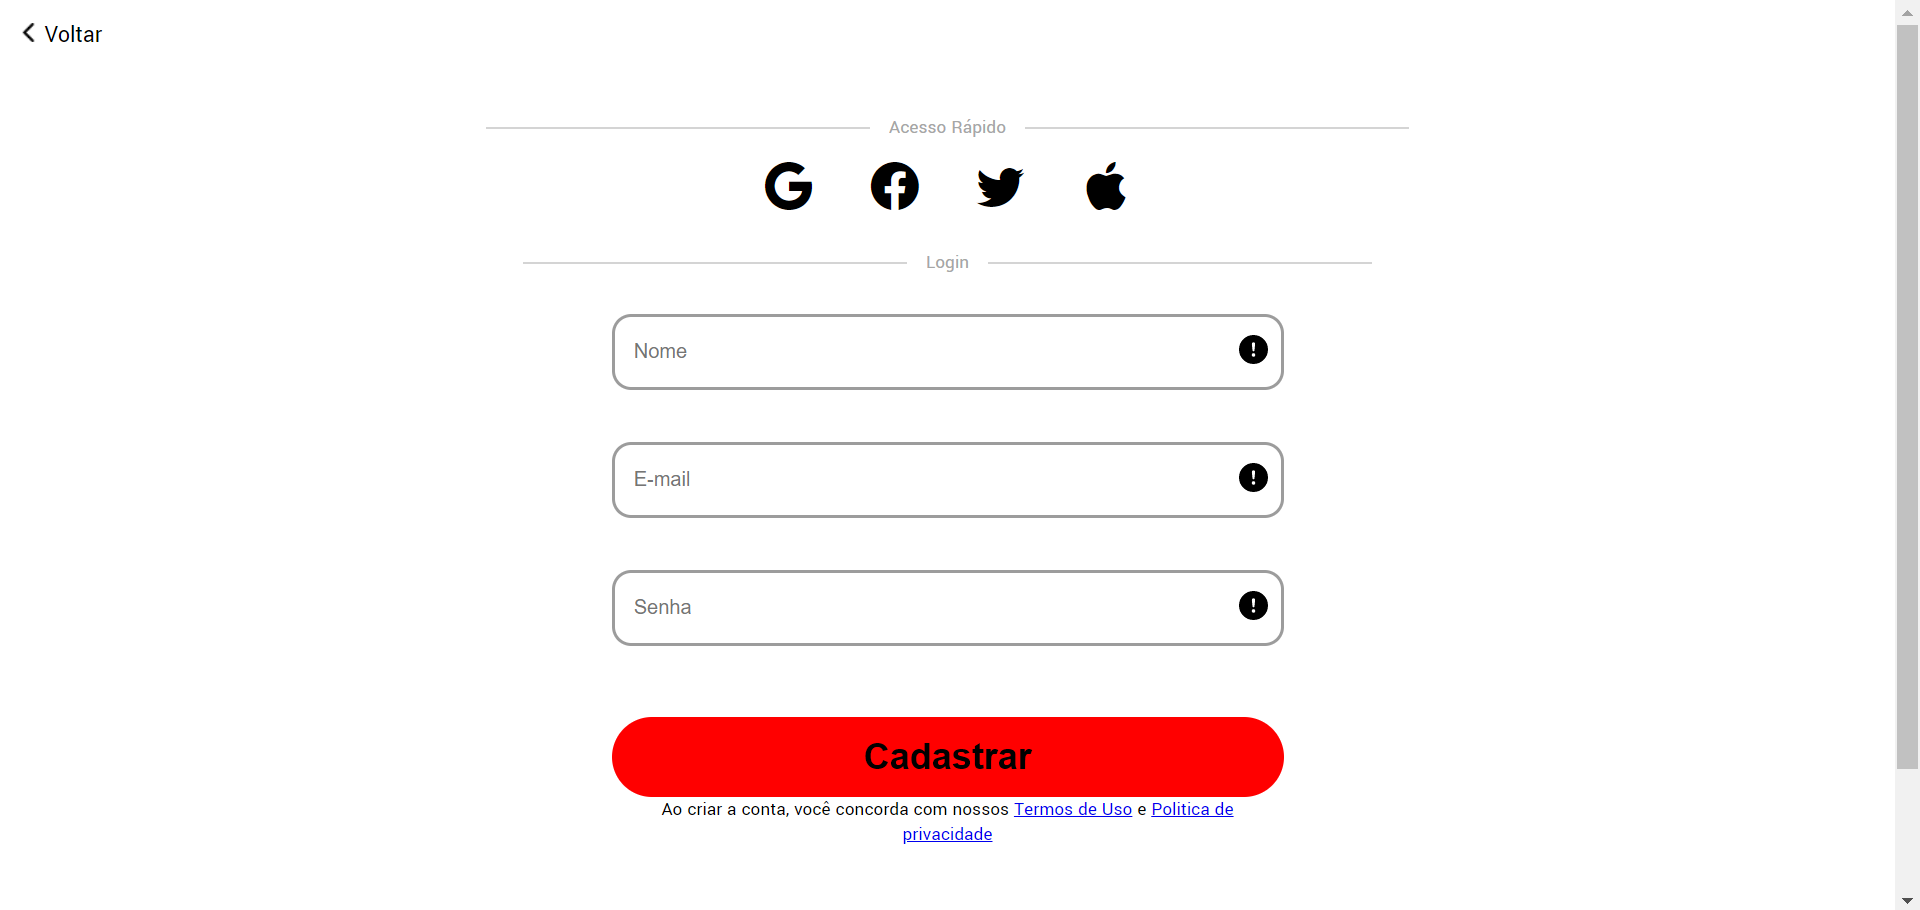 Voltar
Acesso Rápido
Login
Nome
E-mail
Senha
Cadastrar
Ao criar a conta, você concorda com nossos Termos de Uso e Politica de
privacidade